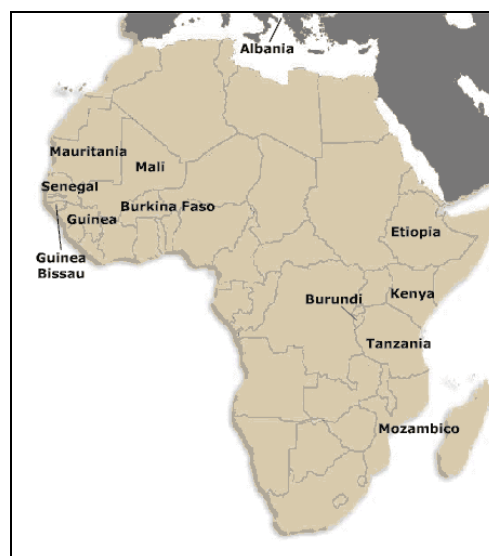 Albania
Mauritania
Mali
Senegal
Burkina Faso
Guinea
Etiopia
Guinea
Bissau
Burundi
Kenya
Tanzania
Mozambico